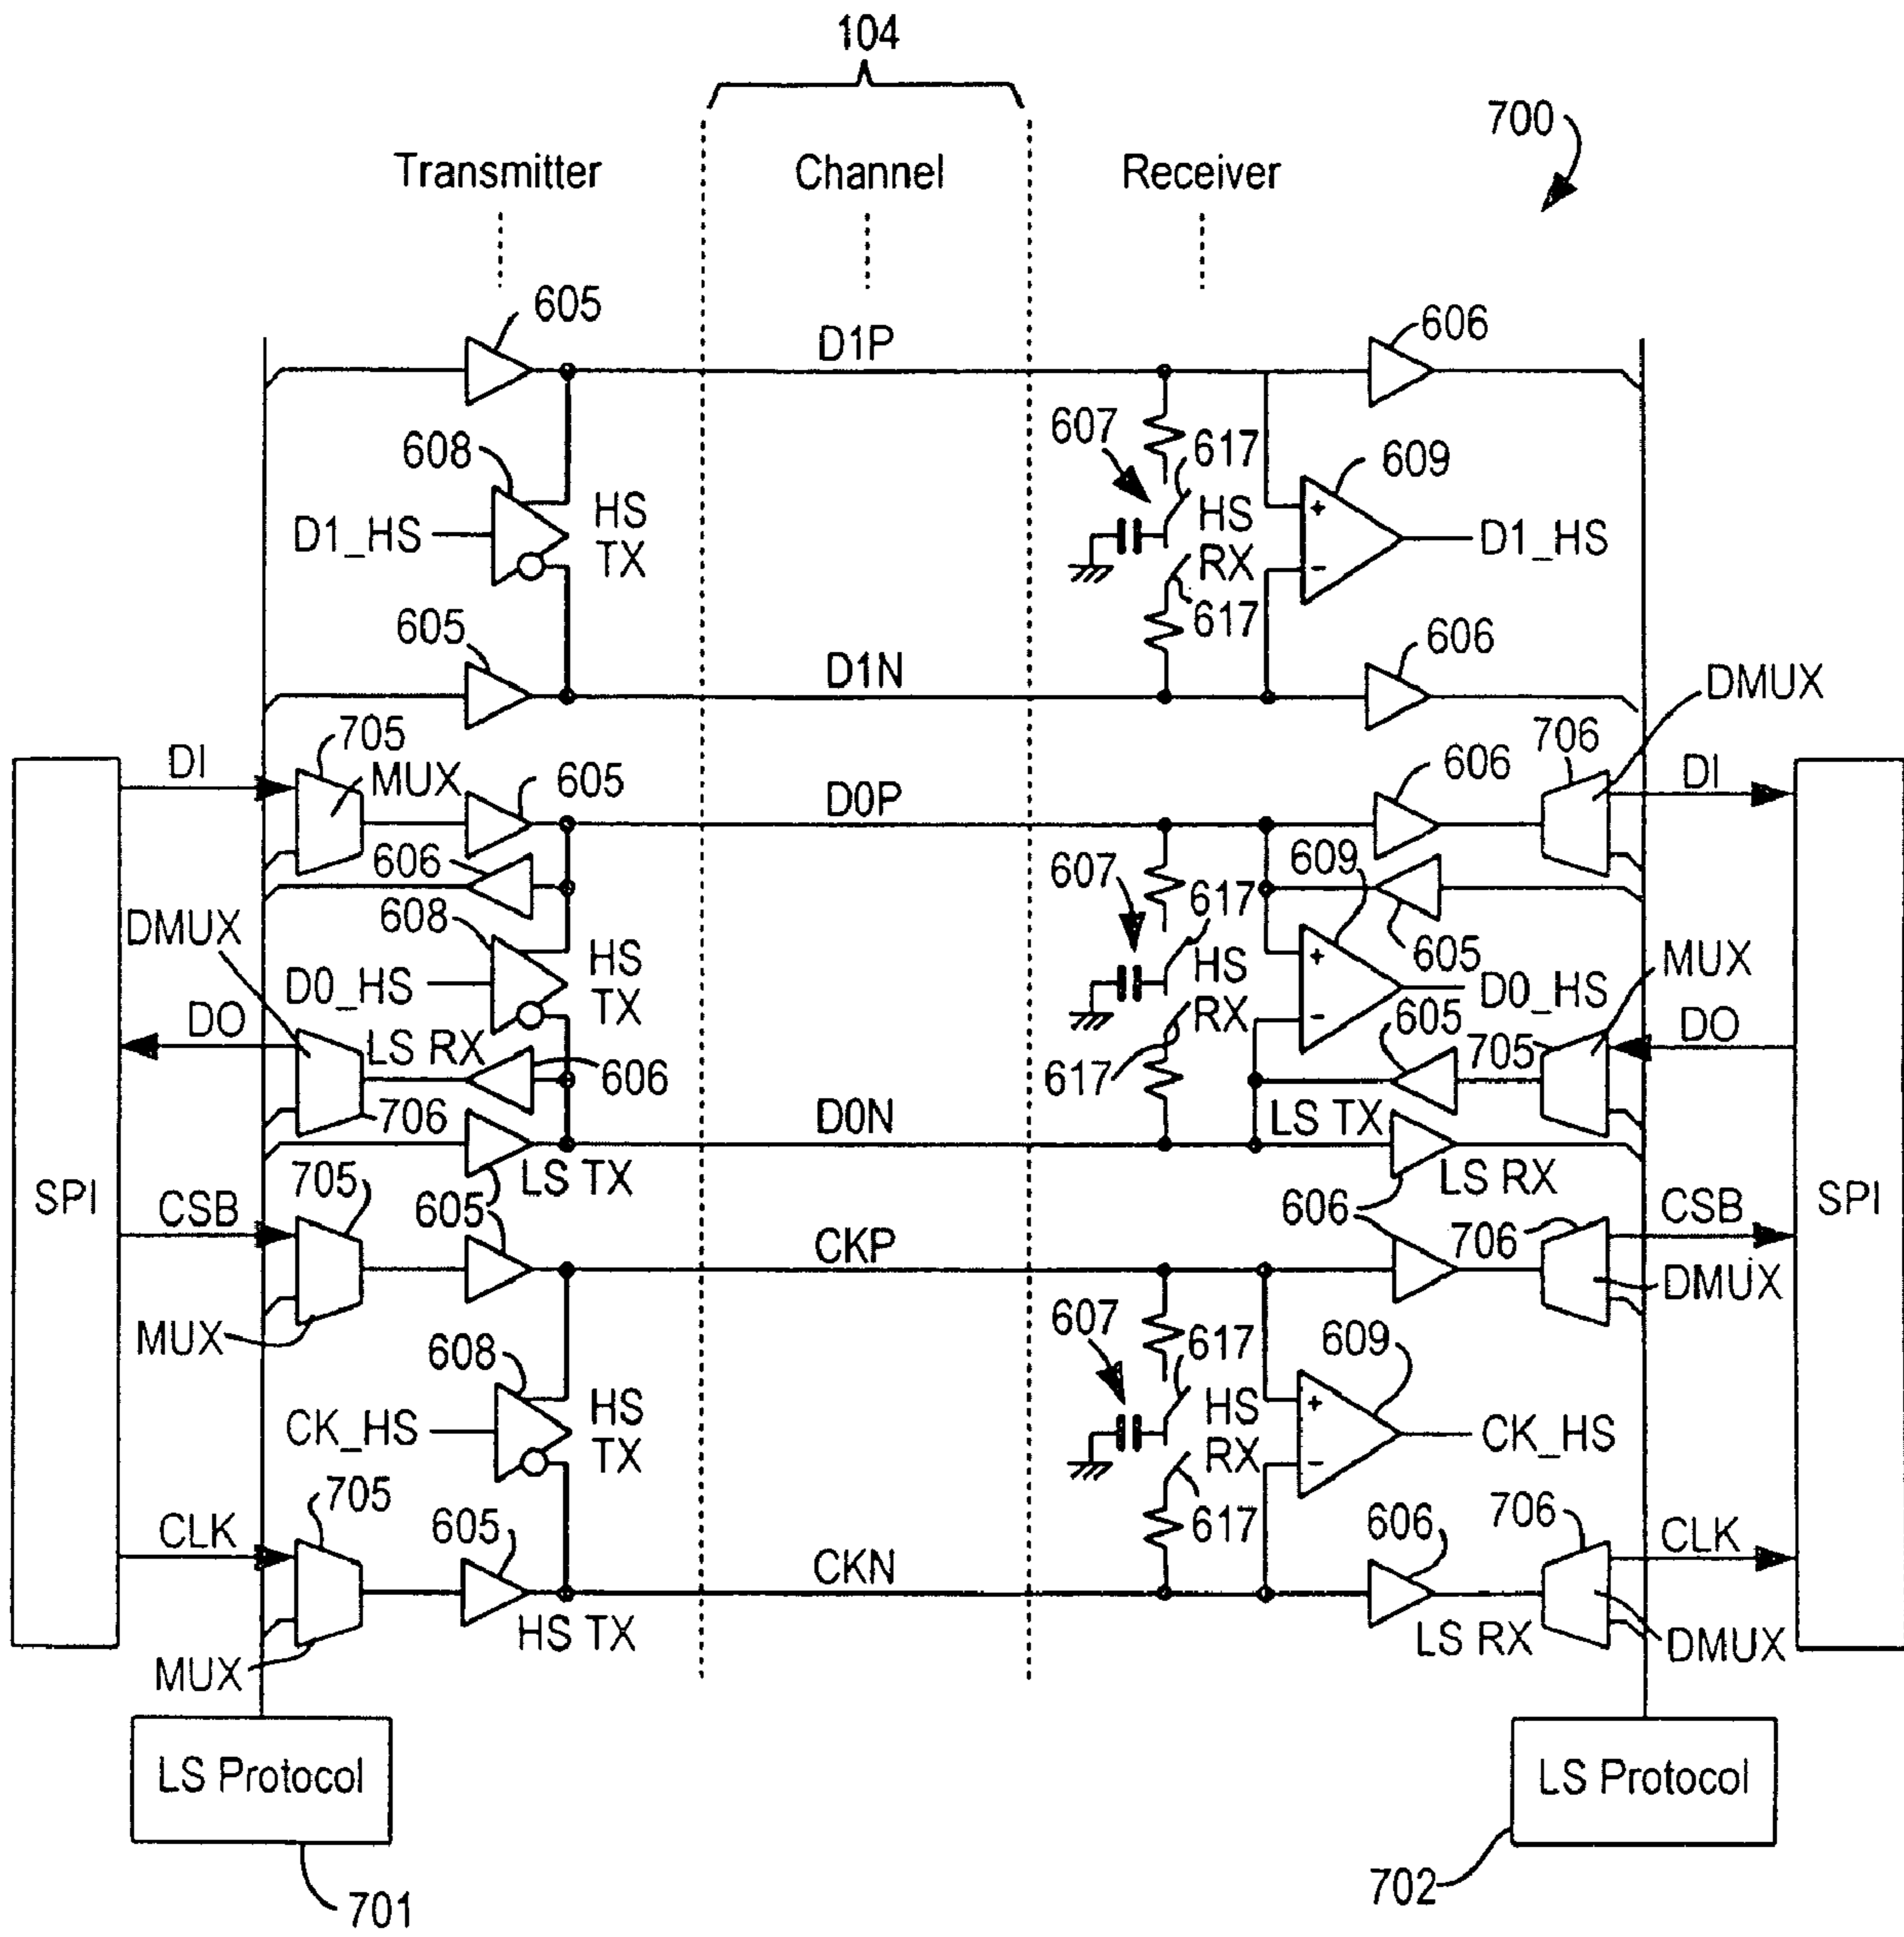 104
700
Transmitter
Channel
Receiver
605
D1P
606
608
607
617
609
D1_HS
HS
TX
HS
RX
D1_HS
617
605
D1N
606
DMUX
DI
705
MUX
605
D0P
606
706
DI
606
607
609
DMUX
608
617
605
MUX
D0_HS
HS
TX
HS
RX
D0_HS
DO
LS RX
617
605
705
DO
706
606
D0N
LS TX
LS TX
LS RX
SPI
705
CSB
605
CKP
606
706
CSB
SPI
MUX
DMUX
608
607
617
609
CK_HS
HS
TX
HS
RX
CK_HS
705
617
CLK
605
CKN
606
706
CLK
HS TX
LS RX
DMUX
MUX
LS Protocol
LS Protocol
701
702